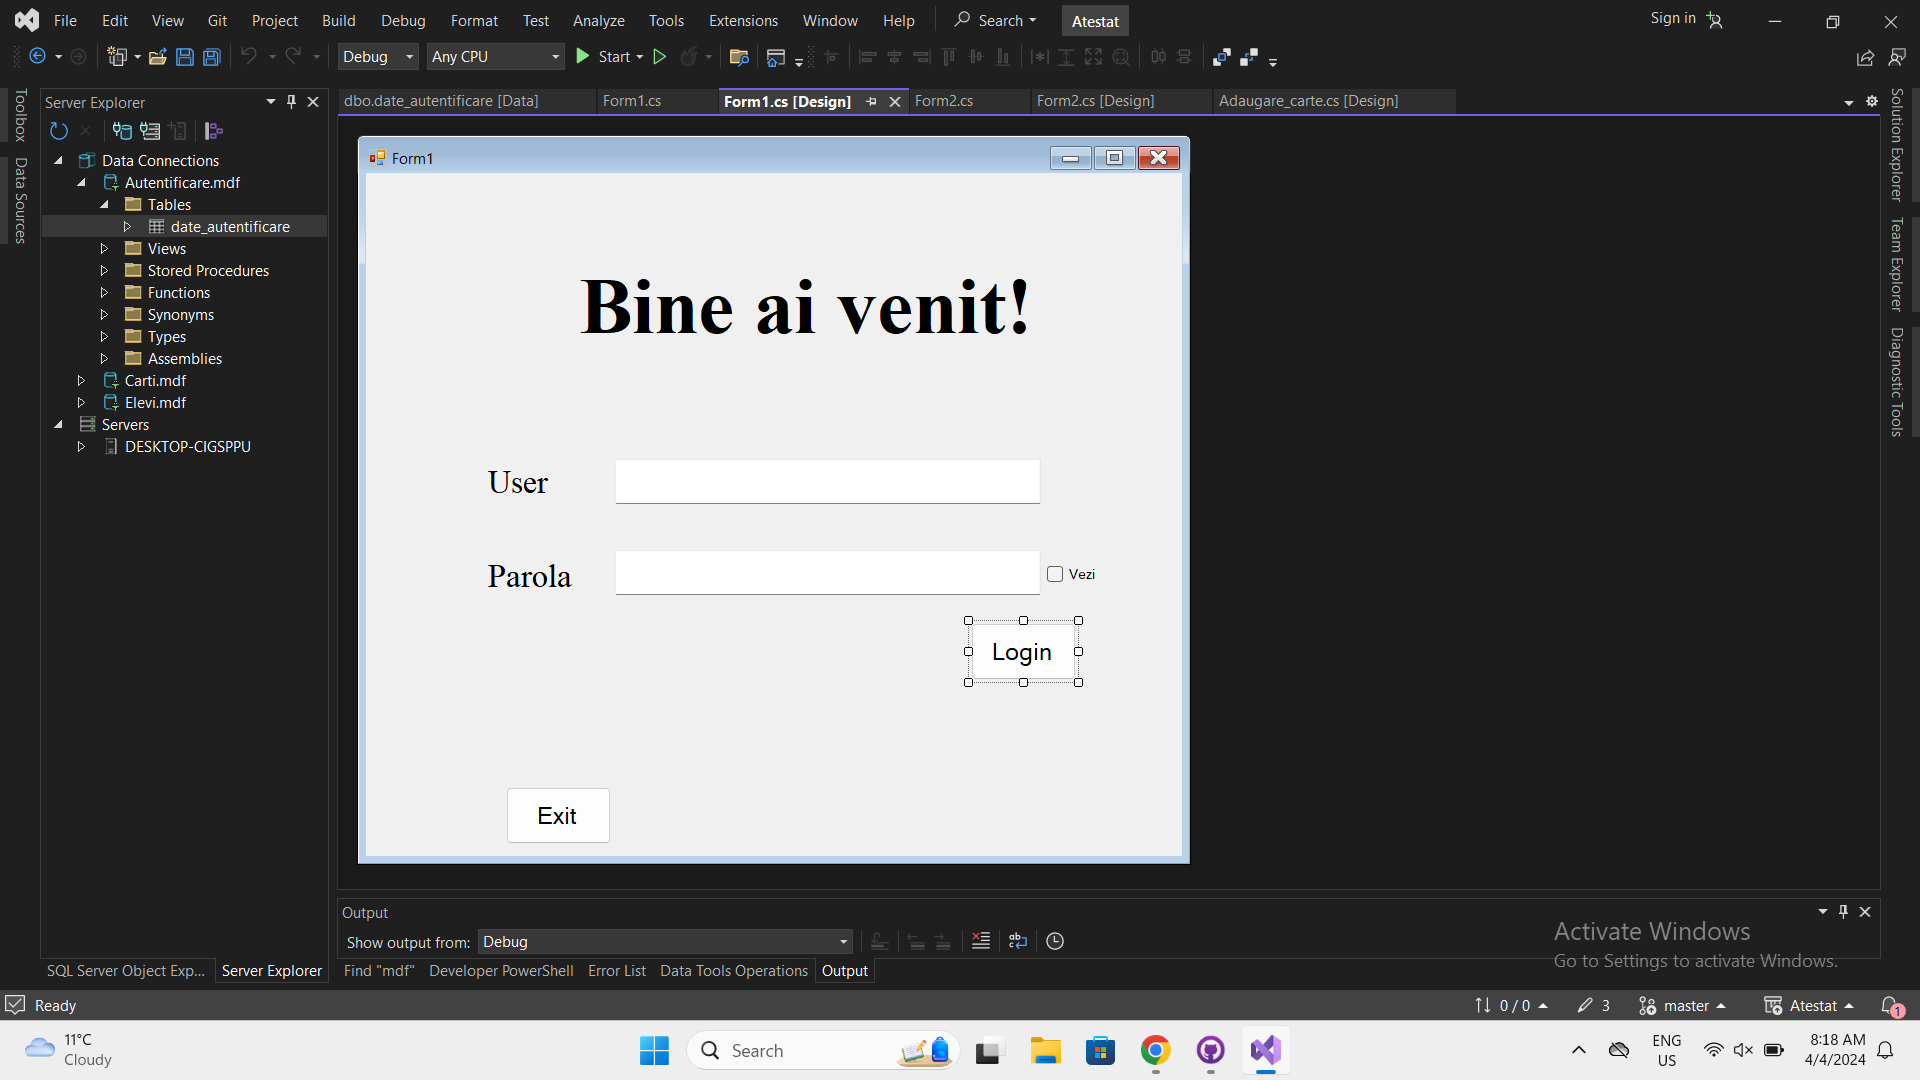 File Edit View Git Project Build Debug Format Test Analyze Tools Extensions Window Help Search Atestat Sign in
Debug Any CPU Start
Toolbox
Data Sources
Server Explorer
Data Connections
Autentificare.mdf
Tables
date_autentificare
Views
Stored Procedures
Functions
Synonyms
Types
Assemblies
Carti.mdf
Elevi.mdf
Servers
DESKTOP-CIGSPPU
dbo.date_autentificare [Data] Form1.cs Form1.cs [Design] Form2.cs Form2.cs [Design] Adaugare_carte.cs [Design]
Form1
Bine ai venit!
User
Parola
Vezi
Login
Exit
Solution Explorer
Team Explorer
Diagnostic Tools
Output
Show output from: Debug
Activate Windows
Go to Settings to activate Windows.
SQL Server Object Exp... Server Explorer Find "mdf" Developer PowerShell Error List Data Tools Operations Output
Ready 0 / 0 3 master Atestat 1
11°C
Cloudy
Search
ENG
US
8:18 AM
4/4/2024